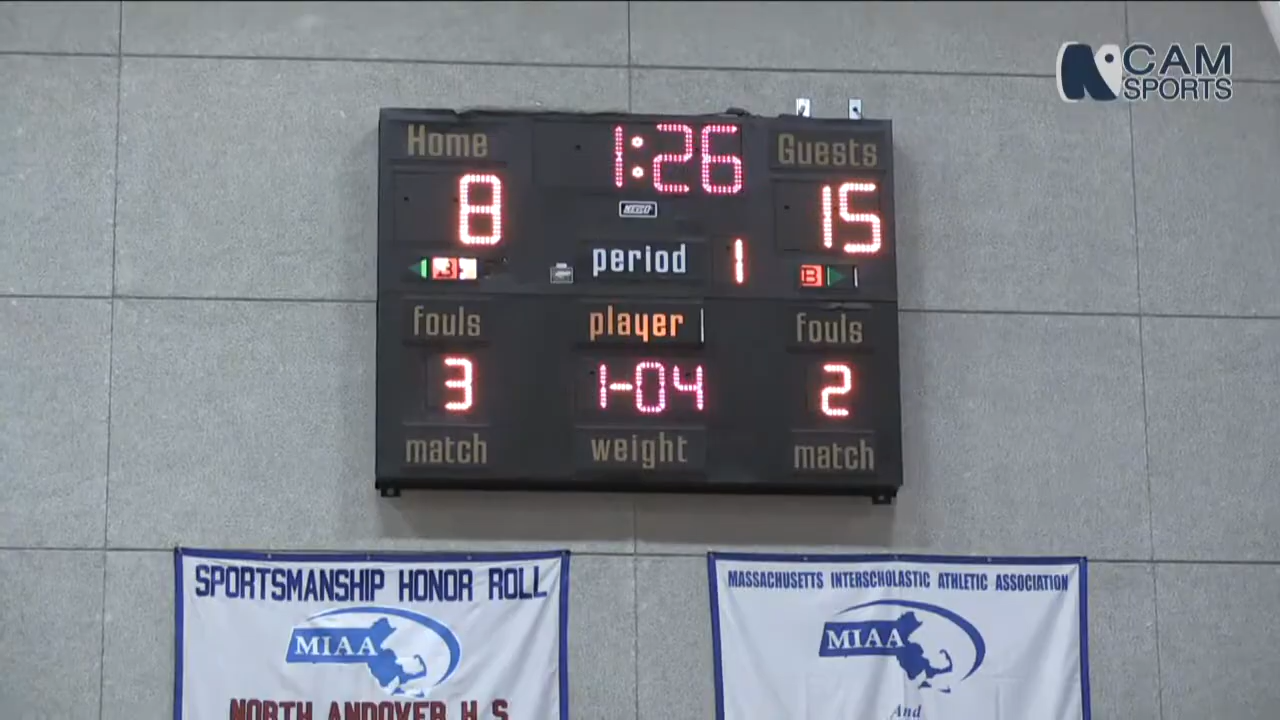 CAM
SPORTS
Home
1:26
Guests
8
15
period
1
B
B
fouls
player
fouls
3
1-04
2
match
weight
match
SPORTSMANSHIP HONOR ROLL
MIAA
NORTH ANDOVER H.S.
MASSACHUSETTS INTERSCHOLASTIC ATHLETIC ASSOCIATION
MIAA
And